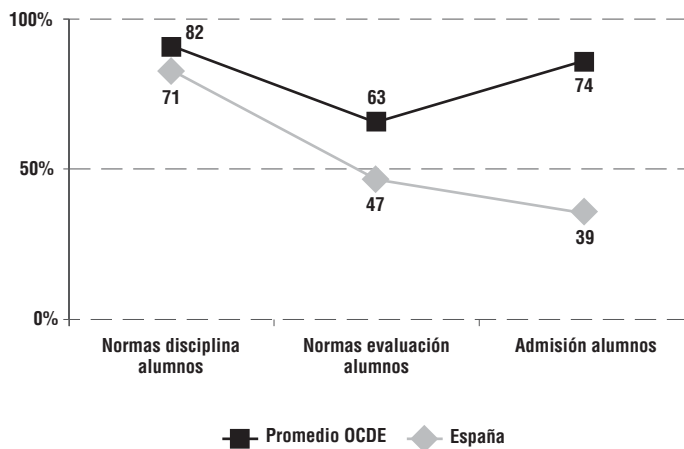 100%
82
71
63
74
50%
47
39
0%
Normas disciplina
alumnos
Normas evaluación
alumnos
Admisión alumnos
Promedio OCDE
España